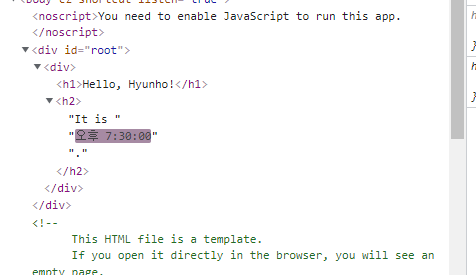 <body cz-shortcut-listen="true">
<noscript>You need to enable JavaScript to run this app.
</noscript>
<div id="root">
<div>
<h1>Hello, Hyunho!</h1>
<h2>
"It is "
"오후 7:30:00"
"."
</h2>
</div>
</div>
<!--
This HTML file is a template.
If you open it directly in the browser, you will see an
empty page.
h
}
h
}